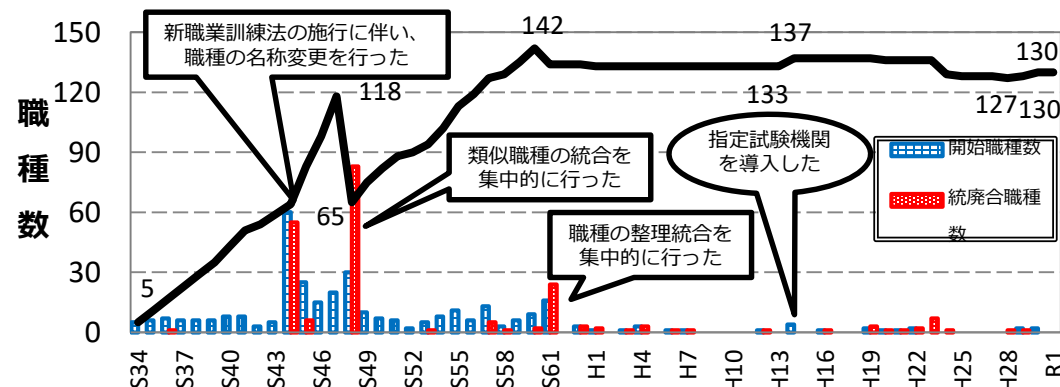 職種数
150
120
90
60
30
0
新職業訓練法の施行に伴い、
職種の名称変更を行った
142
137
130
118
133
127
130
指定試験機関
を導入した
類似職種の統合を
集中的に行った
65
職種の整理統合を
集中的に行った
5
開始職種数
統廃合職種
数
S34
S37
S40
S43
S46
S49
S52
S55
S58
S61
H1
H4
H7
H10
H13
H16
H19
H22
H25
H28
R1